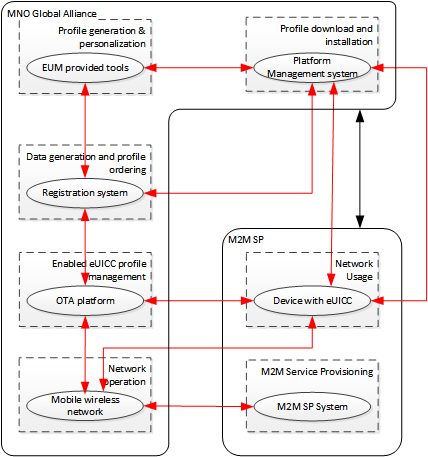 MNO Global Alliance
Profile generation &
personalization
EUM provided tools
Profile download and
installation
Platform
Management system
Data generation and profile
ordering
Registration system
M2M SP
Enabled eUICC profile
management
OTA platform
Network
Usage
Device with eUICC
Network
operation
Mobile wireless
network
M2M Service Provisioning
M2M SP System